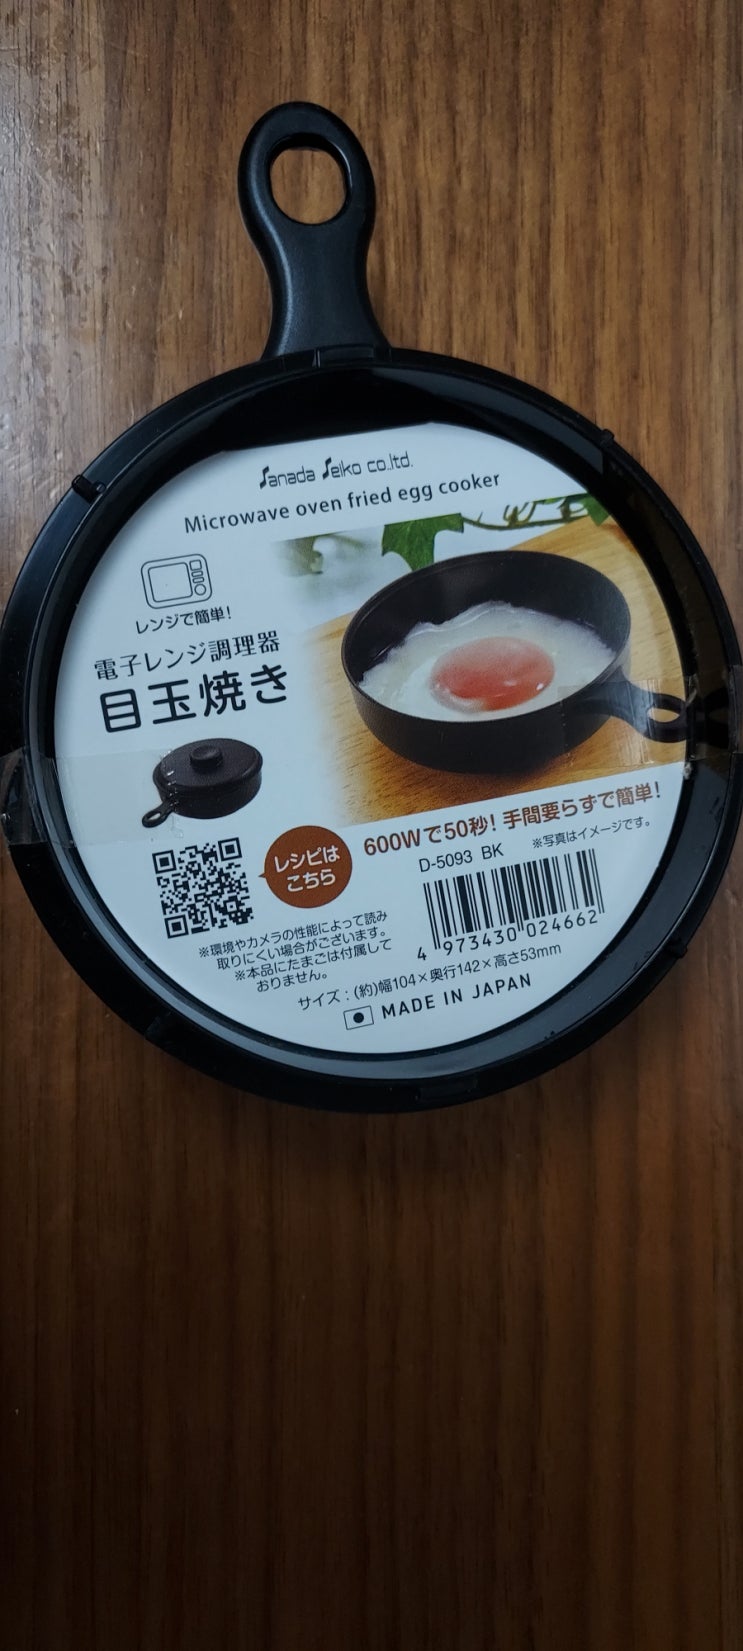 Sanada Seiko co.,ltd.
Microwave oven fried egg cooker
レンジで簡単!
電子レンジ調理器
目玉焼き
600Wで50秒!手間要らずで簡単!
レシピは
こちら
D-5093 BK
※写真はイメージです。
4 973430 024662
※環境やカメラの性能によって読み
取りにくい場合がございます。
※本品にたまごは付属して
おりません。
サイズ:(約)幅104×奥行142×高さ53mm
MADE IN JAPAN